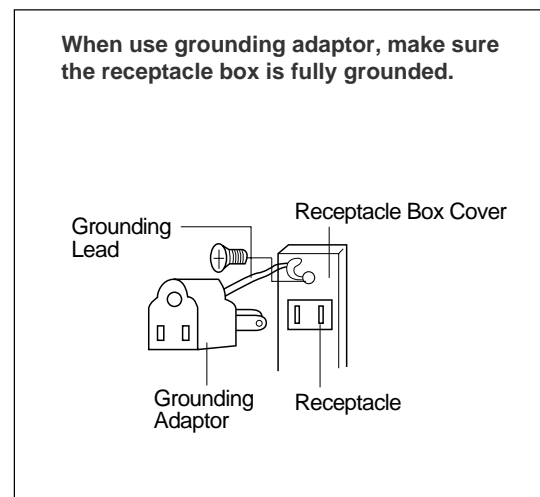 When use grounding adaptor, make sure
the receptacle box is fully grounded.
Receptacle Box Cover
Grounding
Lead
Grounding
Adaptor
Receptacle